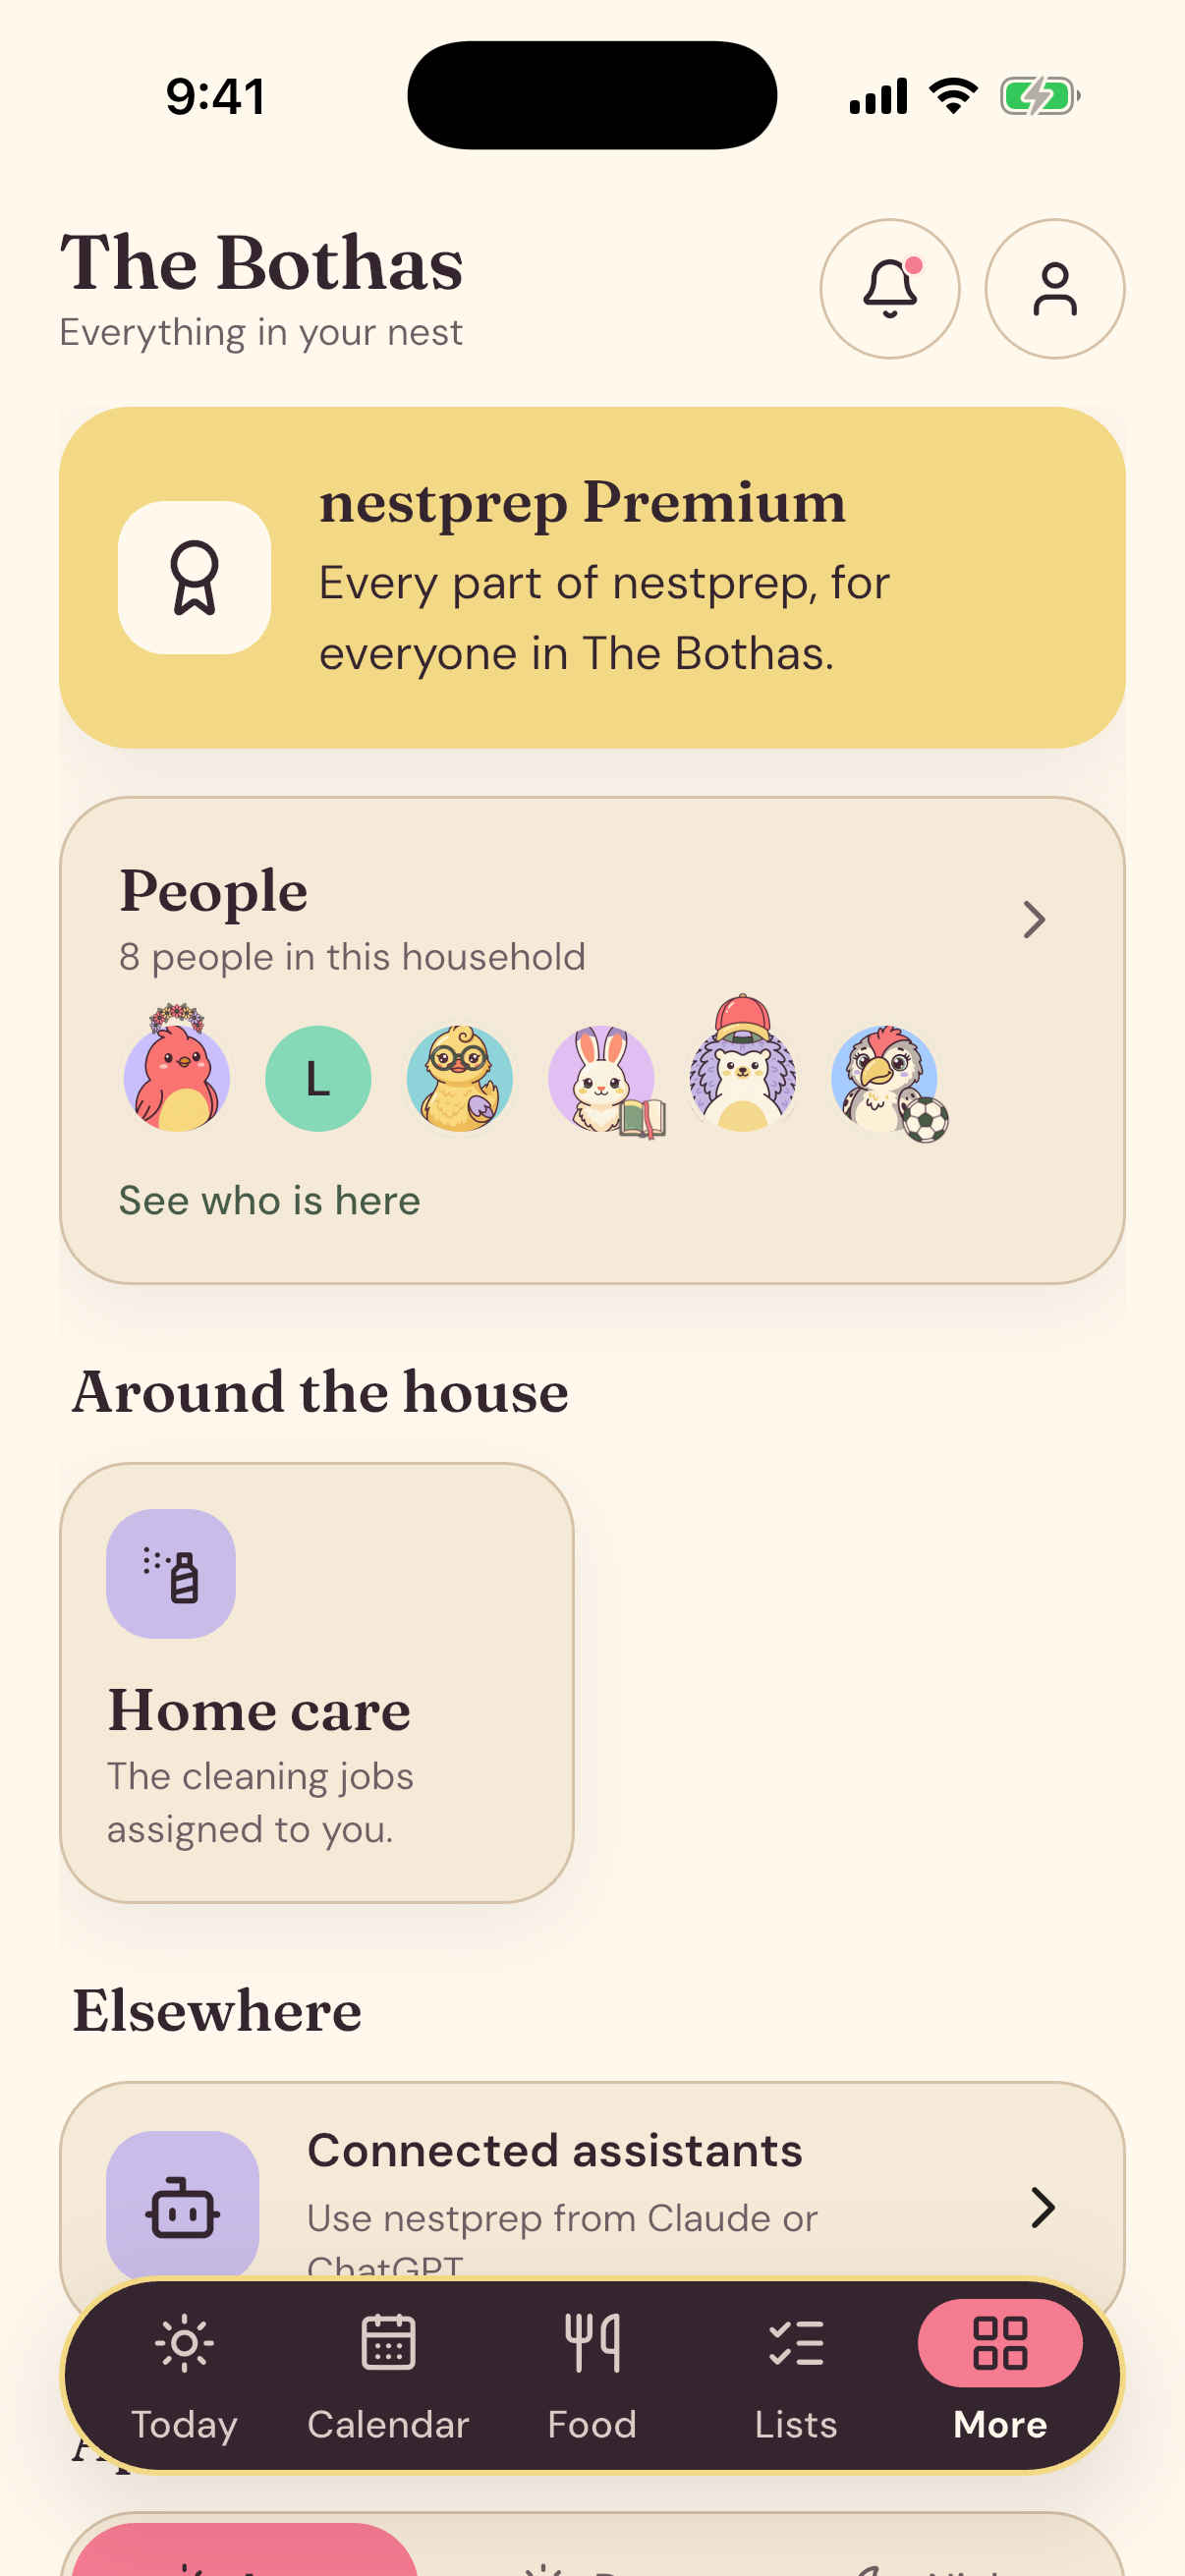 9:41
The Bothas
Everything in your nest
nestprep Premium
Every part of nestprep, for
everyone in The Bothas.
People
8 people in this household
L
See who is here
Around the house
Home care
The cleaning jobs
assigned to you.
Elsewhere
Connected assistants
Use nestprep from Claude or
ChatGPT
Today
Calendar
Food
Lists
More